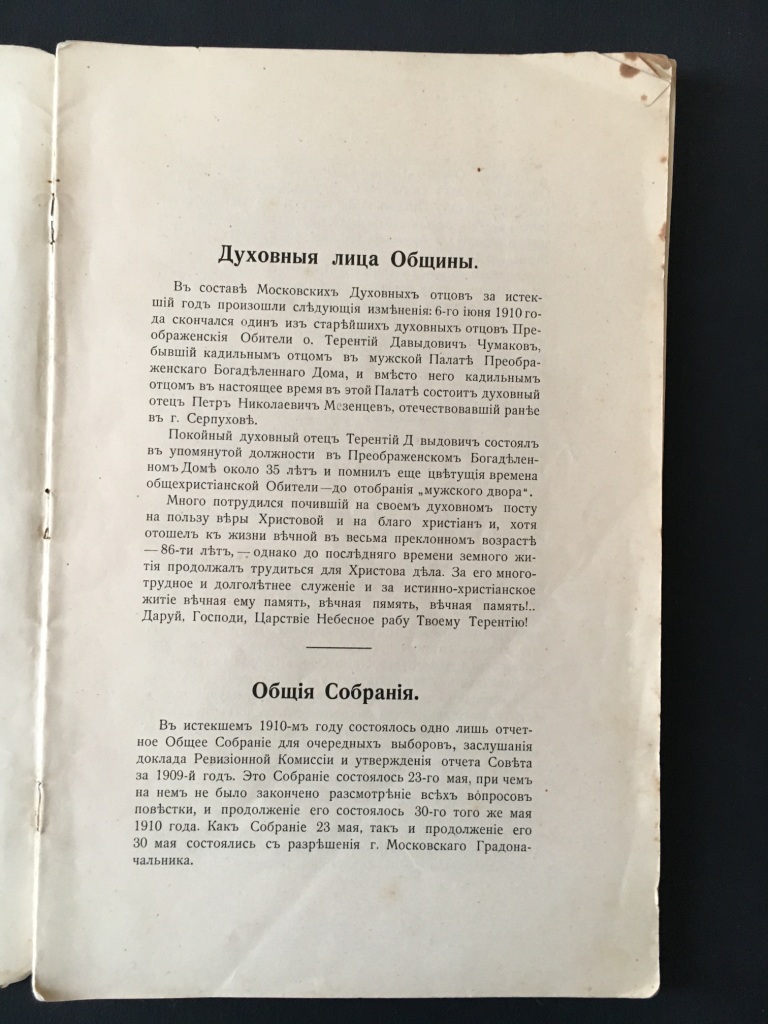 Духовныя лица Общины.
Въ составѣ Московскихъ Духовныхъ отцовъ за истек-
шій годъ произошли слѣдующія измѣненія: 6-го іюня 1910 го-
да скончался одинъ изъ старѣйшихъ духовныхъ отцовъ Пре-
ображенскія Обители о. Терентій Давыдовичъ Чумаковъ,
бывшій кадильнымъ отцомъ въ мужской Палатѣ Преобра-
женскаго Богадѣленнаго Дома, и вмѣсто него кадильнымъ
отцомъ въ настоящее время въ этой Палатѣ состоитъ духовный
отецъ Петръ Николаевичъ Мезенцевъ, отечествовавшій ранѣе
въ г. Серпуховѣ.
Покойный духовный отецъ Терентій Д выдовичъ состоялъ
въ упомянутой должности въ Преображенскомъ Богадѣлен-
номъ Домѣ около 35 лѣтъ и помнилъ еще цвѣтущія времена
общехристіанской Обители—до отобранія „мужского двора“.
Много потрудился почившій на своемъ духовномъ посту
на пользу вѣры Христовой и на благо христіанъ и, хотя
отошелъ къ жизни вѣчной въ весьма преклонномъ возрастѣ
— 86-ти лѣтъ, — однако до послѣдняго времени земного жи-
тія продолжалъ трудиться для Христова дѣла. За его много-
трудное и долголѣтнее служеніе и за истинно-христіанское
житіе вѣчная ему память, вѣчная пямять, вѣчная память!..
Даруй, Господи, Царствіе Небесное рабу Твоему Терентію!
Общія Собранія.
Въ истекшемъ 1910-мъ году состоялось одно лишь отчет-
ное Общее Собраніе для очередныхъ выборовъ, заслушанія
доклада Ревизіонной Комиссіи и утвержденія отчета Совѣта
за 1909-й годъ. Это Собраніе состоялось 23-го мая, при чемъ
на немъ не было закончено разсмотрѣніе всѣхъ вопросовъ
повѣстки, и продолженіе его состоялось 30-го того же мая
1910 года. Какъ Собраніе 23 мая, такъ и продолженіе его
30 мая состоялись съ разрѣшенія г. Московскаго Градона-
чальника.